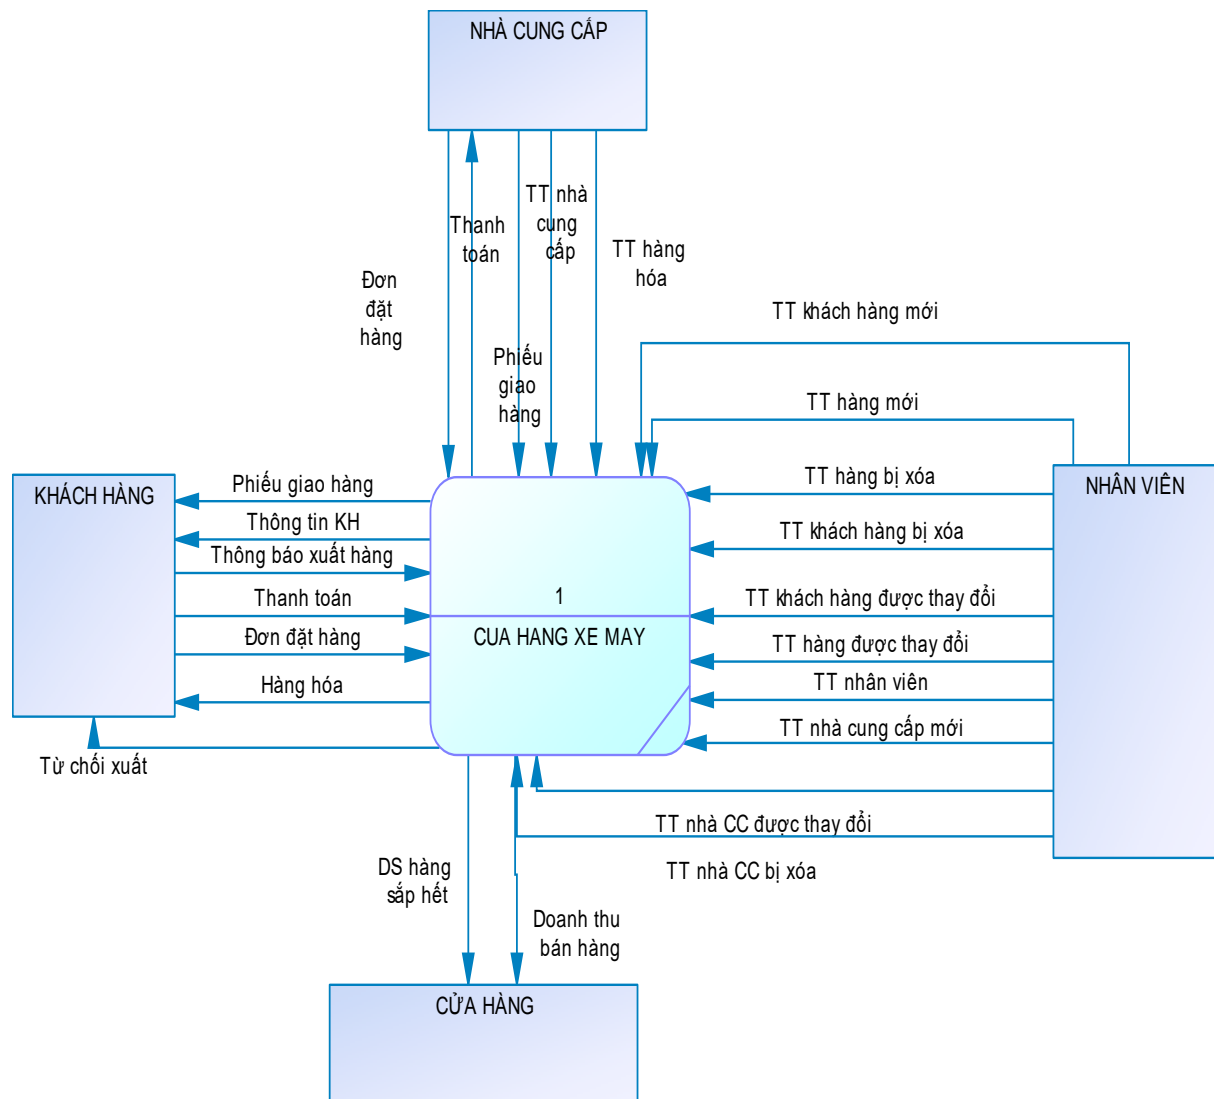 NHÀ CUNG CẤP
Thanh
toán
TT nhà
cung
cấp
TT hàng
hóa
Đơn
đặt
hàng
Phiếu
giao
hàng
TT khách hàng mới
TT hàng mới
KHÁCH HÀNG
Phiếu giao hàng
Thông tin KH
Thông báo xuất hàng
Thanh toán
Đơn đặt hàng
Hàng hóa
Từ chối xuất
1
CUA HANG XE MAY
TT hàng bị xóa
TT khách hàng bị xóa
TT khách hàng được thay đổi
TT hàng được thay đổi
TT nhân viên
TT nhà cung cấp mới
NHÂN VIÊN
TT nhà CC được thay đổi
TT nhà CC bị xóa
DS hàng
sắp hết
Doanh thu
bán hàng
CỬA HÀNG